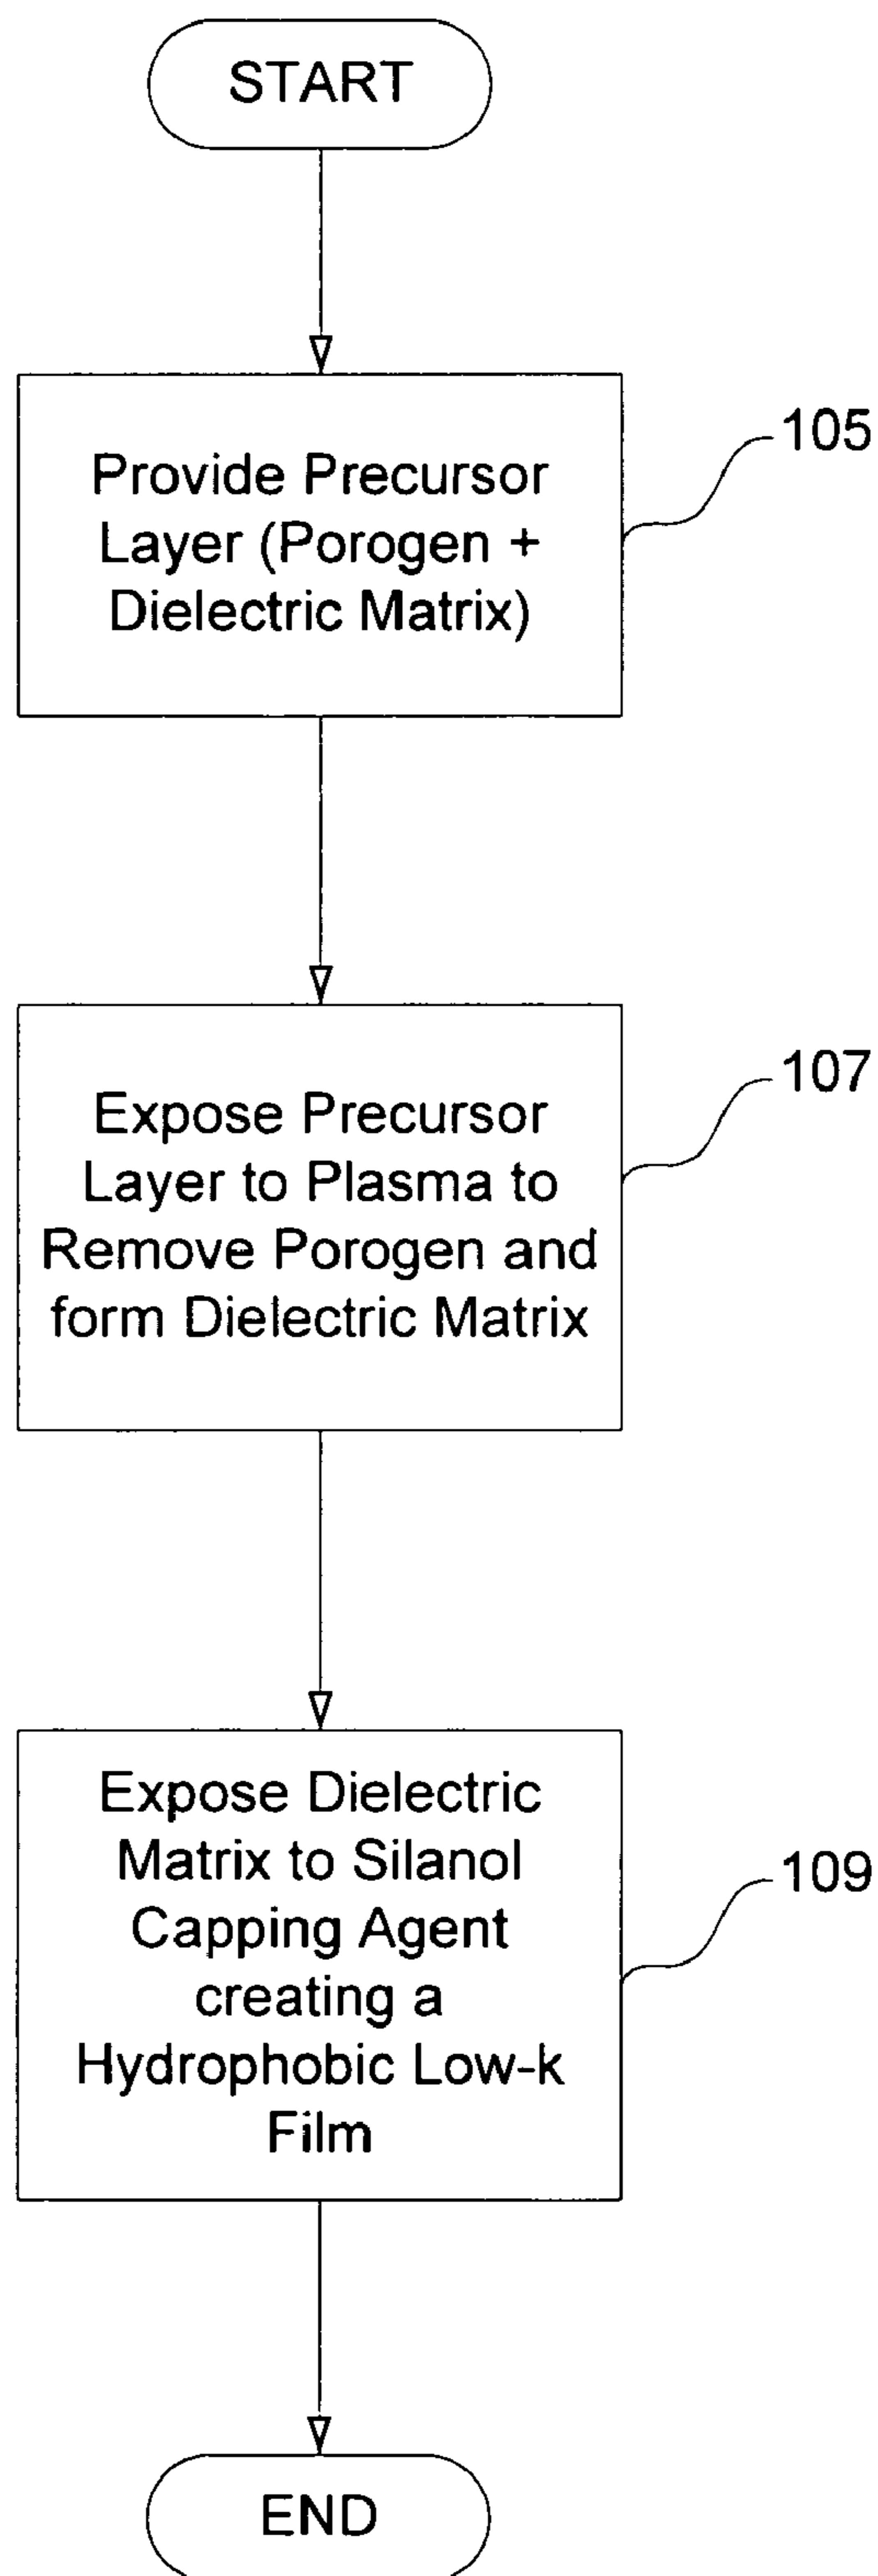 START
Provide Precursor
Layer (Porogen +
Dielectric Matrix)
105
Expose Precursor
Layer to Plasma to
Remove Porogen and
form Dielectric Matrix
107
Expose Dielectric
Matrix to Silanol
Capping Agent
creating a
Hydrophobic Low-k
Film
109
END